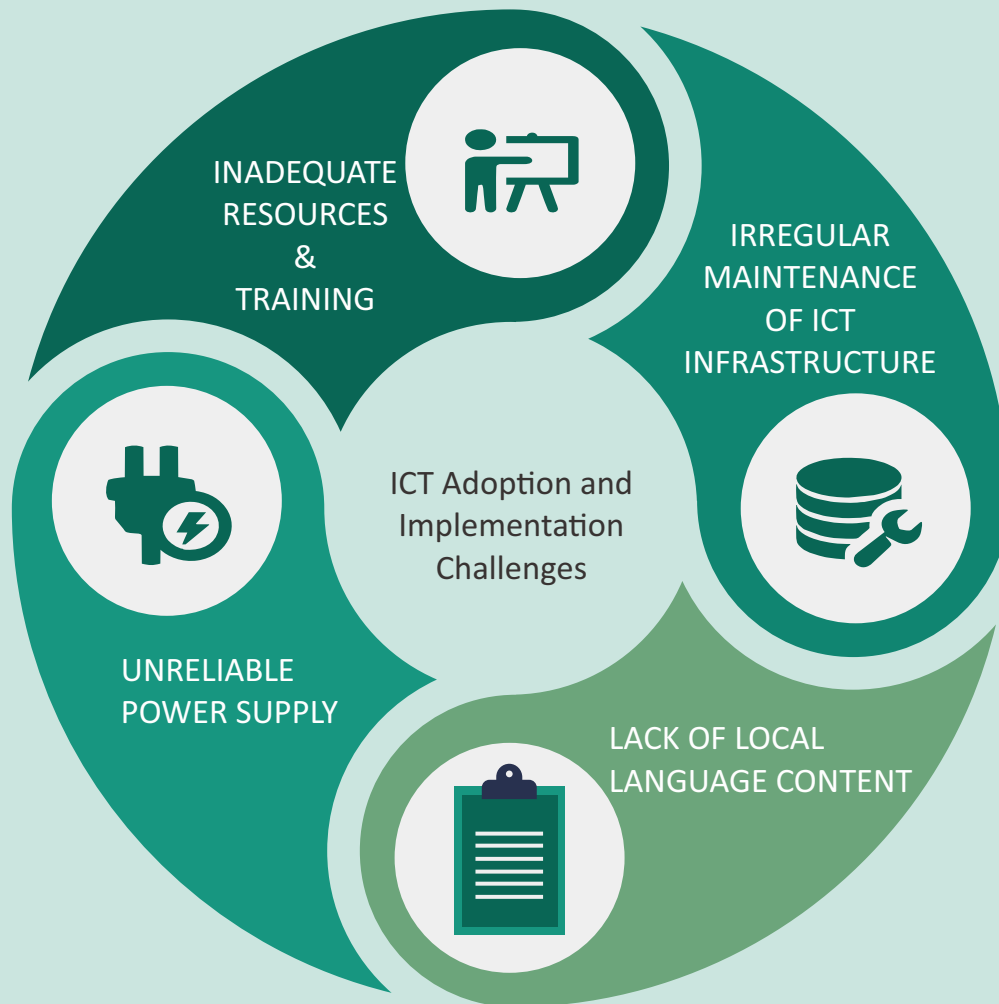 INADEQUATE
RESOURCES
&
TRAINING
IRREGULAR
MAINTENANCE
OF ICT
INFRASTRUCTURE
ICT Adoption and
Implementation
Challenges
UNRELIABLE
POWER SUPPLY
LACK OF LOCAL
LANGUAGE CONTENT